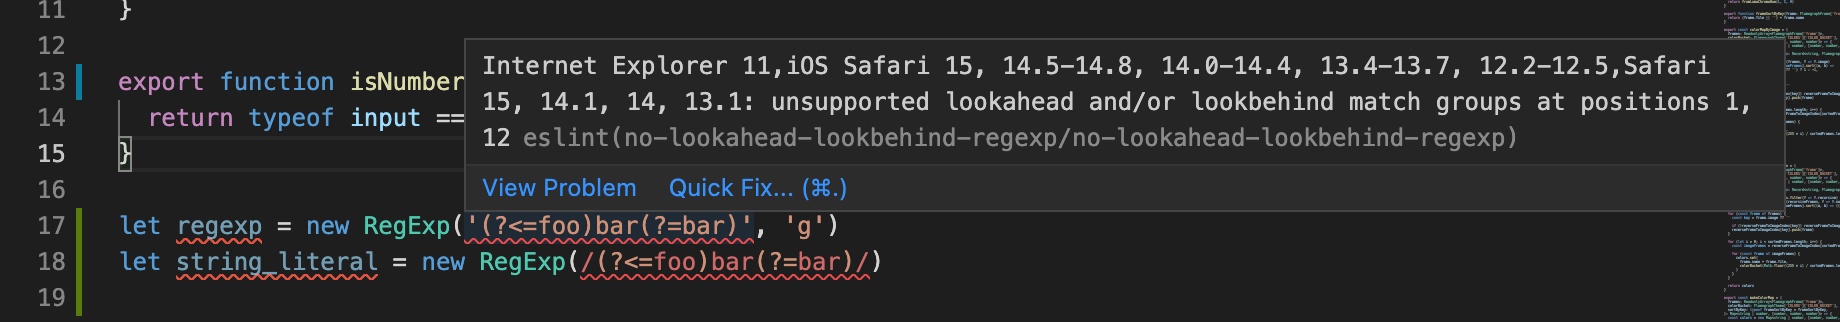 11 }
12
13 export function isNumber
14 return typeof input ==
15 }
16
17 let regexp = new RegExp('(?<=foo)bar(?=bar)', 'g')
18 let string_literal = new RegExp(/(?<=foo)bar(?=bar)/)
19
Internet Explorer 11,iOS Safari 15, 14.5-14.8, 14.0-14.4, 13.4-13.7, 12.2-12.5,Safari
15, 14.1, 14, 13.1: unsupported lookahead and/or lookbehind match groups at positions 1,
12 eslint(no-lookahead-lookbehind-regexp/no-lookahead-lookbehind-regexp)
View Problem Quick Fix... (⌘.)